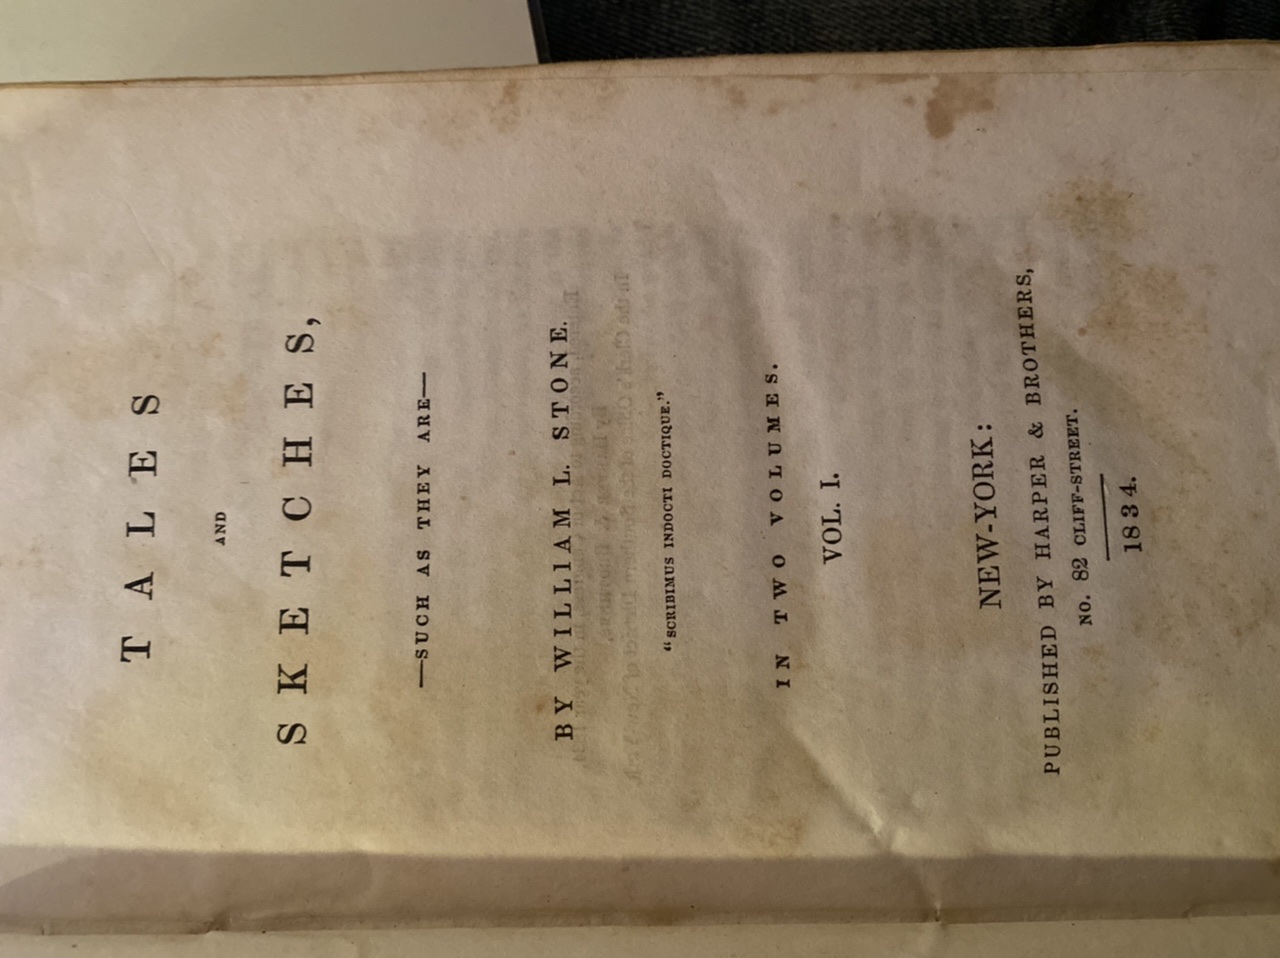 TALES
AND
SKETCHES,
—SUCH AS THEY ARE—
BY WILLIAM L. STONE.
“SCRIBIMUS INDOCTI DOCTIQUE.”
IN TWO VOLUMES.
VOL. I.
NEW-YORK:
PUBLISHED BY HARPER & BROTHERS,
NO. 82 CLIFF-STREET.
1834.